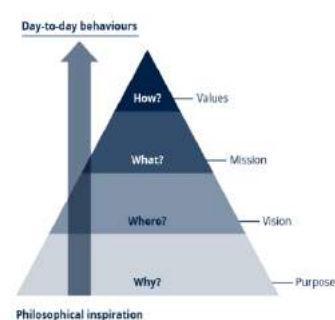 Day-to-day behaviours
How? Values
What? Mission
Where? Vision
Why? Purpose
Philosophical inspiration